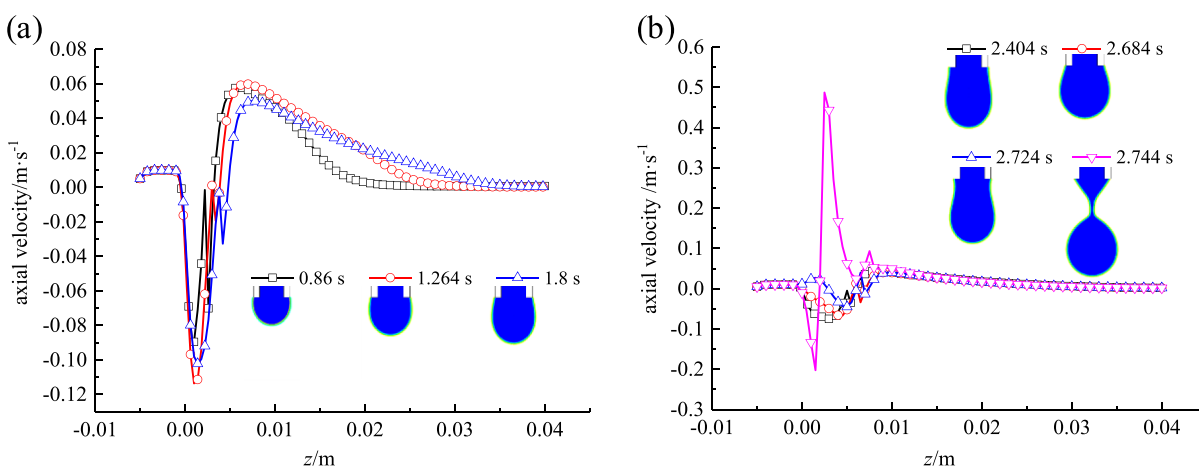 (a)
0.08
0.06
0.04
0.02
0.00
-0.02
-0.04
-0.06
-0.08
-0.10
-0.12
axial velocity/m·s⁻¹
0.86 s 1.264 s 1.8 s
-0.01 0.00 0.01 0.02 0.03 0.04
z/m
(b)
0.6
0.5
0.4
0.3
0.2
0.1
0.0
-0.1
-0.2
-0.3
axial velocity/m·s⁻¹
2.404 s 2.684 s
2.724 s 2.744 s
-0.01 0.00 0.01 0.02 0.03 0.04
z/m